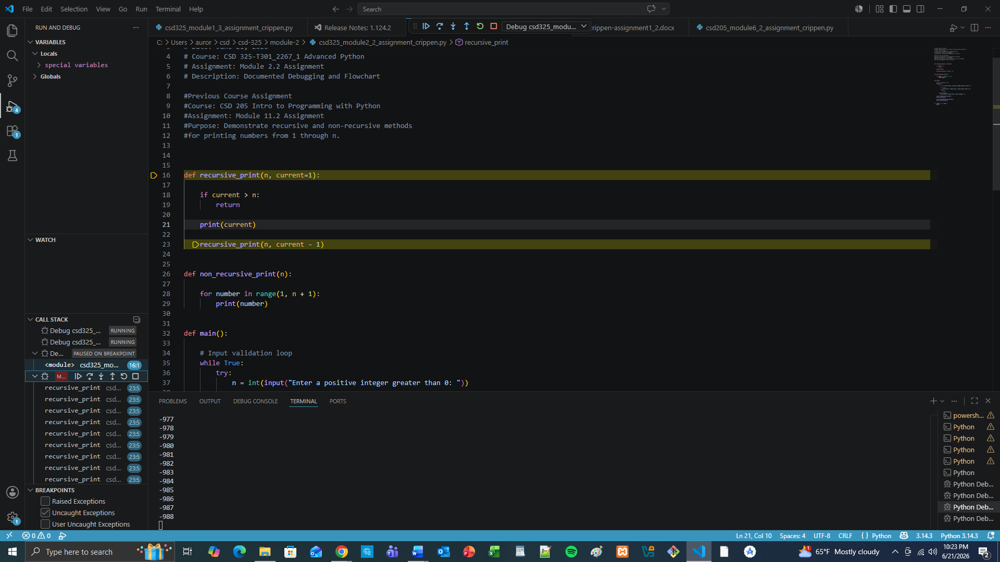 File Edit Selection View Go Run Terminal Help
Search
RUN AND DEBUG
VARIABLES
Locals
special variables
Globals
WATCH
CALL STACK
Debug csd325_... RUNNING
Debug csd325_... RUNNING
De... PAUSED ON BREAKPOINT
<module> csd325_mo... 16:1
M...
recursive_print csd... 23:5
recursive_print csd... 23:5
recursive_print csd... 23:5
recursive_print csd... 23:5
recursive_print csd... 23:5
recursive_print csd... 23:5
recursive_print csd... 23:5
recursive_print csd... 23:5
recursive_print csd... 23:5
BREAKPOINTS
Raised Exceptions
Uncaught Exceptions
User Uncaught Exceptions
4
1
1
csd325_module1_3_assignment_crippen.py
Release Notes: 1.124.2
Debug csd325_modu...
rippen-assignment1_2.docx
csd205_module6_2_assignment_crippen.py
C: > Users > auror > csd > csd-325 > module-2 > csd325_module2_2_assignment_crippen.py > recursive_print
4 # Course: CSD 325-T301_2267_1 Advanced Python
5 # Assignment: Module 2.2 Assignment
6 # Description: Documented Debugging and Flowchart
7
8 #Previous Course Assignment
9 #Course: CSD 205 Intro to Programming with Python
10 #Assignment: Module 11.2 Assignment
11 #Purpose: Demonstrate recursive and non-recursive methods
12 #for printing numbers from 1 through n.
13
14
15
16 def recursive_print(n, current=1):
17
18 if current > n:
19 return
20
21 print(current)
22
23 recursive_print(n, current - 1)
24
25
26 def non_recursive_print(n):
27
28 for number in range(1, n + 1):
29 print(number)
30
31
32 def main():
33
34 # Input validation loop
35 while True:
36 try:
37 n = int(input("Enter a positive integer greater than 0: "))
PROBLEMS OUTPUT DEBUG CONSOLE TERMINAL PORTS
-977
-978
-979
-980
-981
-982
-983
-984
-985
-986
-987
-988
powersh...
Python
Python
Python
Python
Python
Python Deb...
Python Deb...
Python Deb...
Python Deb...
0 0
Ln 21, Col 10 Spaces: 4 UTF-8 CRLF { } Python 3.14.3 Python 3.14.3
Type here to search
1
65°F Mostly cloudy
10:23 PM
6/21/2026
2